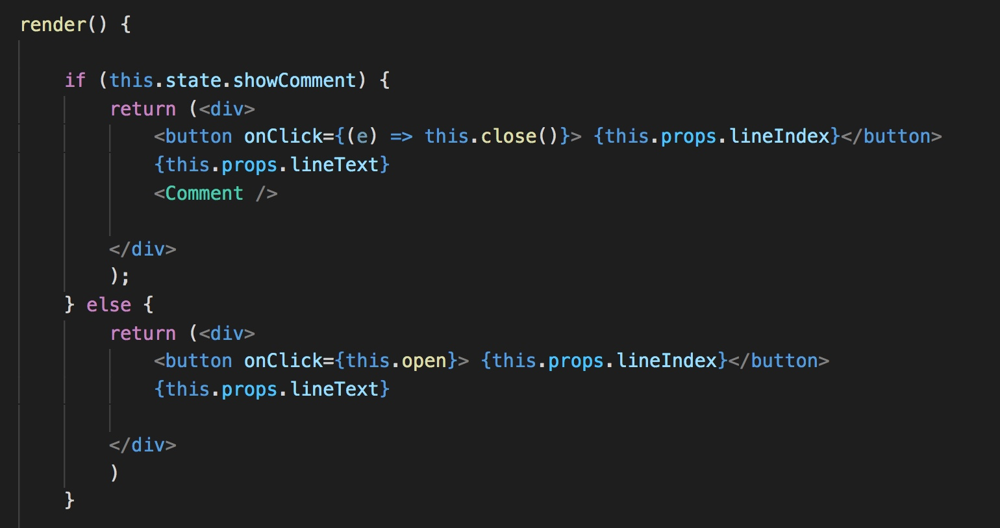 render() {
if (this.state.showComment) {
return (<div>
<button onClick={(e) => this.close()}> {this.props.lineIndex}</button>
{this.props.lineText}
<Comment />
</div>
);
} else {
return (<div>
<button onClick={this.open}> {this.props.lineIndex}</button>
{this.props.lineText}
</div>
)
}